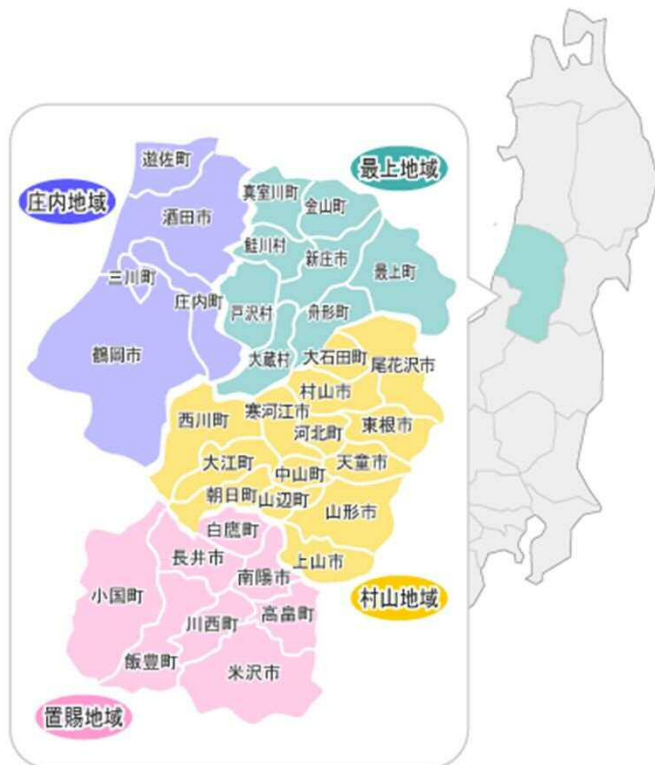 庄内地域
遊佐町
酒田市
三川町
庄内町
鶴岡市
最上地域
真室川町
金山町
鮭川村
新庄市
最上町
戸沢村
舟形町
大蔵村
大石田町
尾花沢市
村山市
西川町
寒河江市
河北町
東根市
大江町
中山町
天童市
朝日町
山辺町
山形市
上山市
村山地域
白鷹町
長井市
南陽市
小国町
川西町
高畠町
飯豊町
米沢市
置賜地域